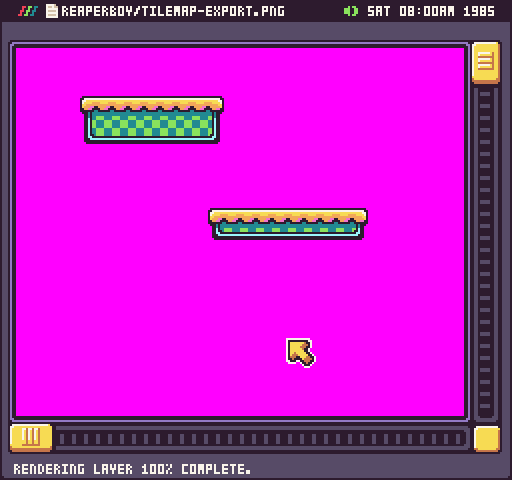 REAPERBOY/TILEMAP-EXPORT.PNG
SAT 08:00AM 1985
RENDERING LAYER 100% COMPLETE.